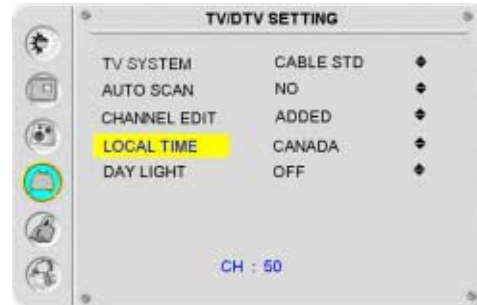 TV/DTV SETTING
TV SYSTEM CABLE STD
AUTO SCAN NO
CHANNEL EDIT ADDED
LOCAL TIME CANADA
DAY LIGHT OFF
CH : 50